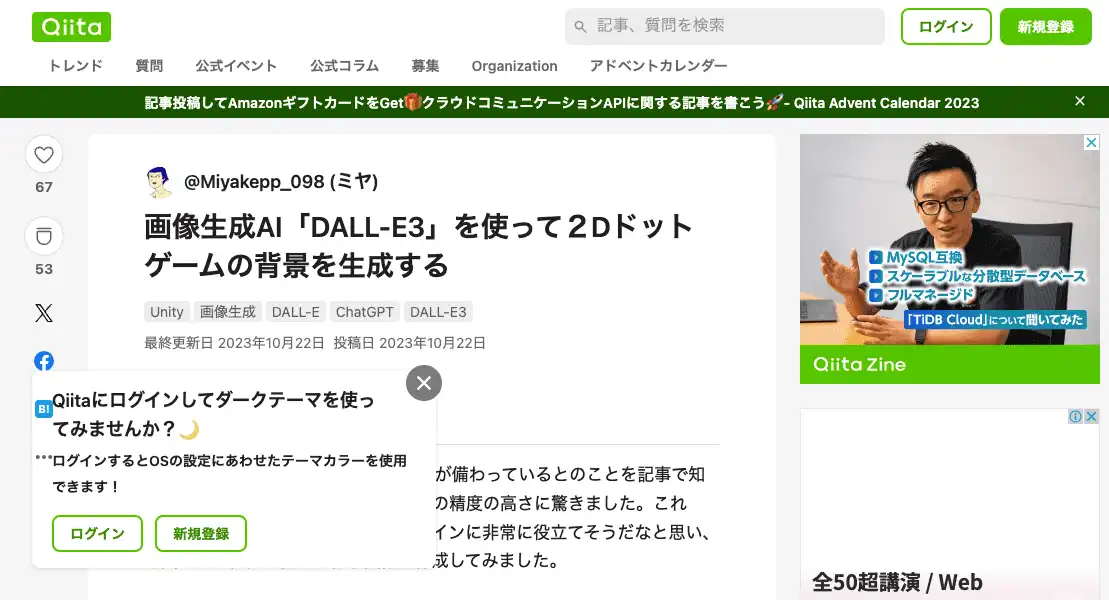 Qiita
記事、質問を検索
ログイン
新規登録
トレンド
質問
公式イベント
公式コラム
募集
Organization
アドベントカレンダー
記事投稿してAmazonギフトカードをGet🎁クラウドコミュニケーションAPIに関する記事を書こう🚀- Qiita Advent Calendar 2023
67
53
@Miyakepp_098 (ミヤ)
画像生成AI「DALL-E3」を使って２Dドット
ゲームの背景を生成する
Unity
画像生成
DALL-E
ChatGPT
DALL-E3
最終更新日 2023年10月22日 投稿日 2023年10月22日
B!
Qiitaにログインしてダークテーマを使っ
てみませんか？🌙
ログインするとOSの設定にあわせたテーマカラーを使用
できます！
ログイン
新規登録
が備わっているとのことを記事で知
の精度の高さに驚きました。これ
インに非常に役立てそうだなと思い、
成してみました。
MySQL互換
スケーラブルな分散型データベース
フルマネージド
「TiDB Cloud」について聞いてみた
Qiita Zine
全50超講演 / Web